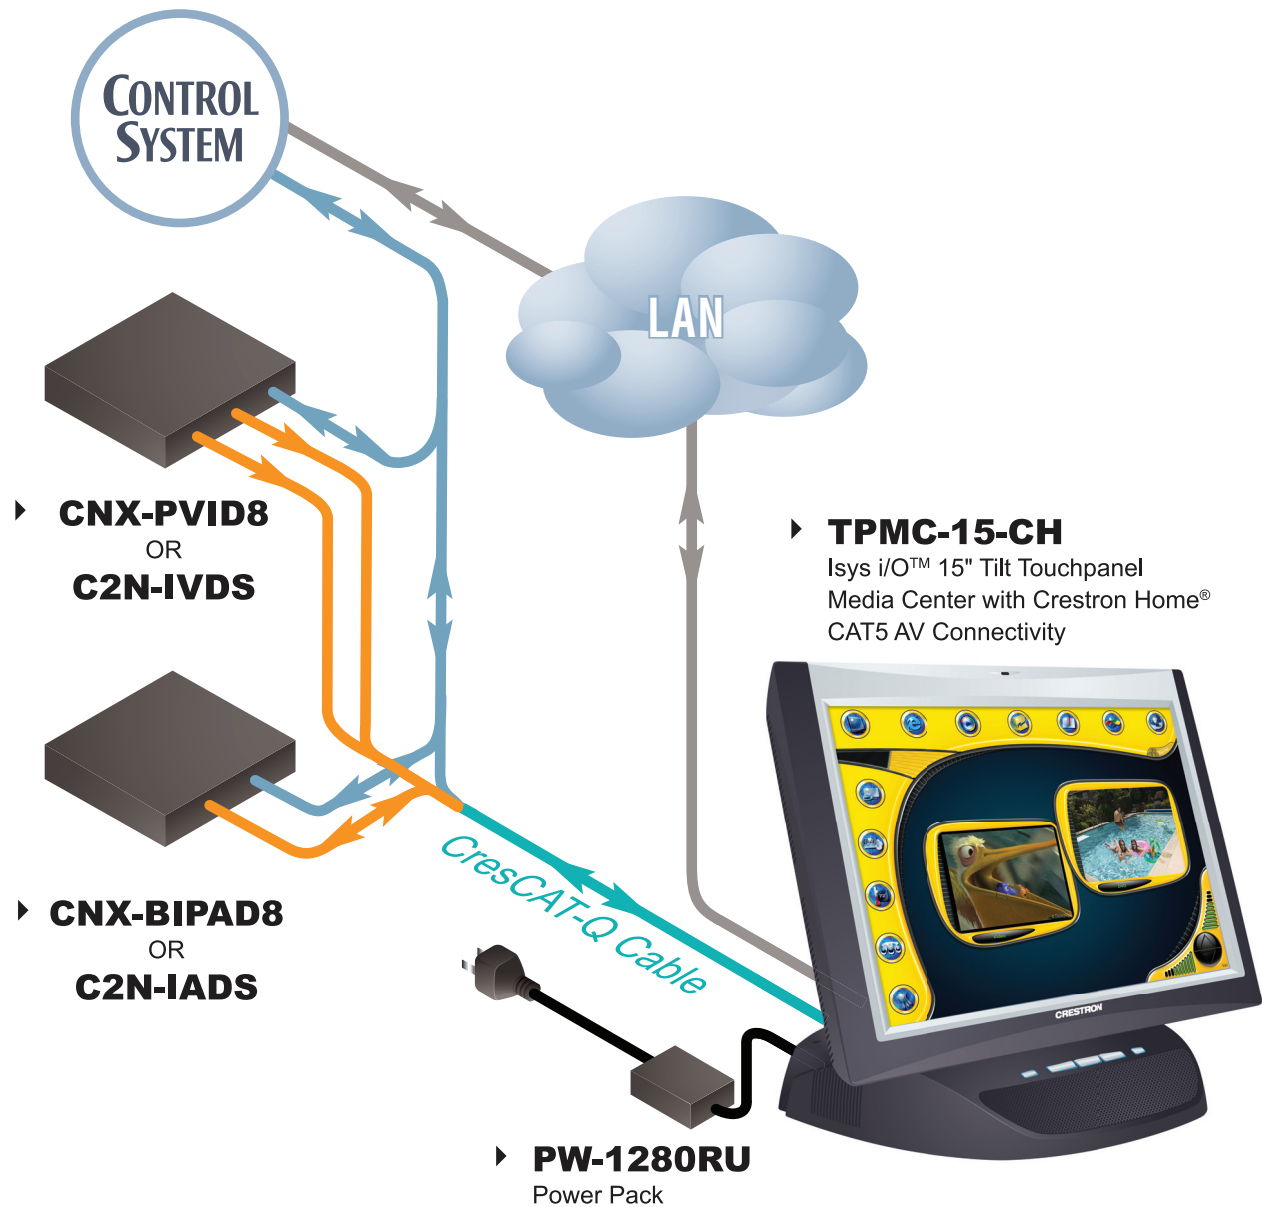 CONTROL
SYSTEM
LAN
CNX-PVID8
OR
C2N-IVDS
TPMC-15-CH
Isys i/O™ 15" Tilt Touchpanel
Media Center with Crestron Home®
CAT5 AV Connectivity
CresCAT-Q Cable
CNX-BIPAD8
OR
C2N-IADS
CRESTRON
PW-1280RU
Power Pack